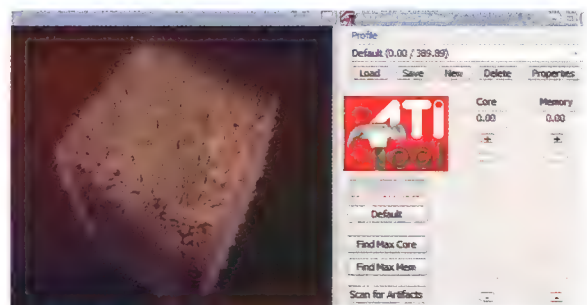 Profile
Default (0.00 / 389.89)
Load Save New Delete Properties
Core Memory
ATI
Tool
0.00 0.00
+ +
Default
Find Max Core
Find Max Mem
Scan for Artifacts